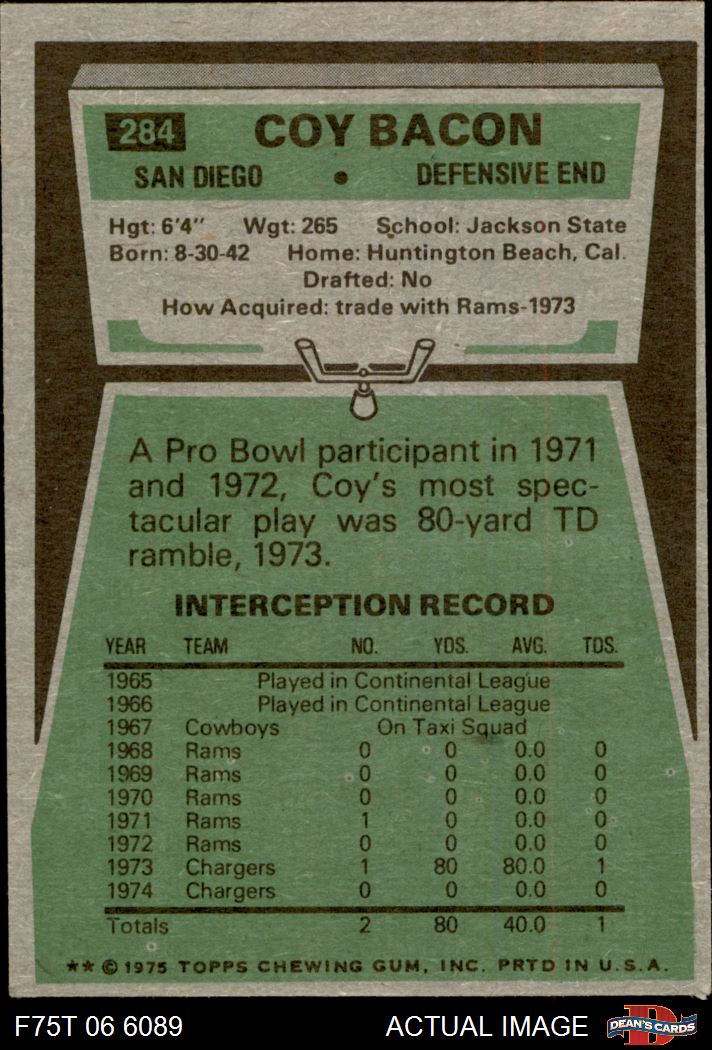 284 COY BACON
SAN DIEGO • DEFENSIVE END
Hgt: 6'4" Wgt: 265 School: Jackson State
Born: 8-30-42 Home: Huntington Beach, Cal.
Drafted: No
How Acquired: trade with Rams-1973
A Pro Bowl participant in 1971
and 1972, Coy's most spec-
tacular play was 80-yard TD
ramble, 1973.
INTERCEPTION RECORD
YEAR TEAM NO. YDS. AVG. TDS.
1965 Played in Continental League
1966 Played in Continental League
1967 Cowboys On Taxi Squad
1968 Rams 0 0 0.0 0
1969 Rams 0 0 0.0 0
1970 Rams 0 0 0.0 0
1971 Rams 1 0 0.0 0
1972 Rams 0 0 0.0 0
1973 Chargers 1 80 80.0 1
1974 Chargers 0 0 0.0 0
Totals 2 80 40.0 1
** © 1975 TOPPS CHEWING GUM, INC. PRTD IN U.S.A.
F75T 06 6089 ACTUAL IMAGE D DEAN'S CARDS